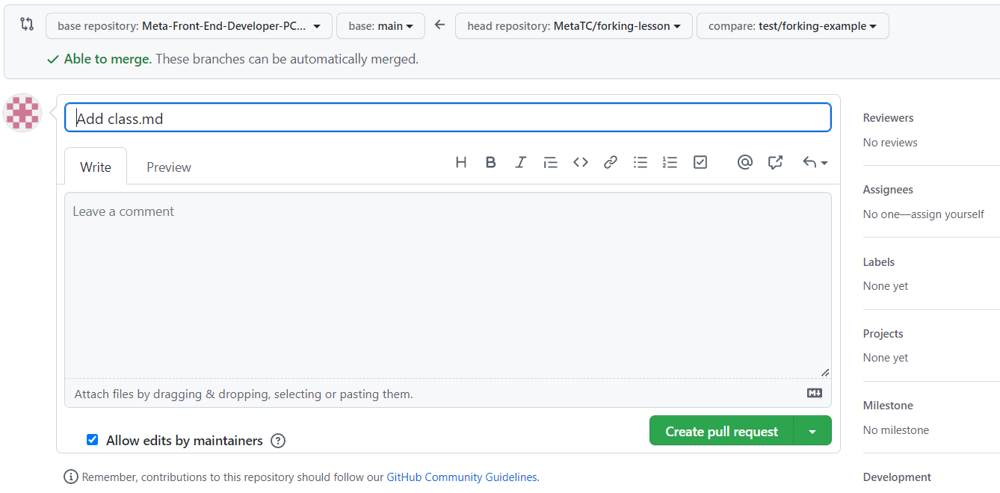 base repository: Meta-Front-End-Developer-PC... base: main head repository: MetaTC/forking-lesson compare: test/forking-example
Able to merge. These branches can be automatically merged.
Add class.md
Write Preview
Leave a comment
Attach files by dragging & dropping, selecting or pasting them.
Allow edits by maintainers
Create pull request
Remember, contributions to this repository should follow our GitHub Community Guidelines.
Reviewers
No reviews
Assignees
No one—assign yourself
Labels
None yet
Projects
None yet
Milestone
No milestone
Development